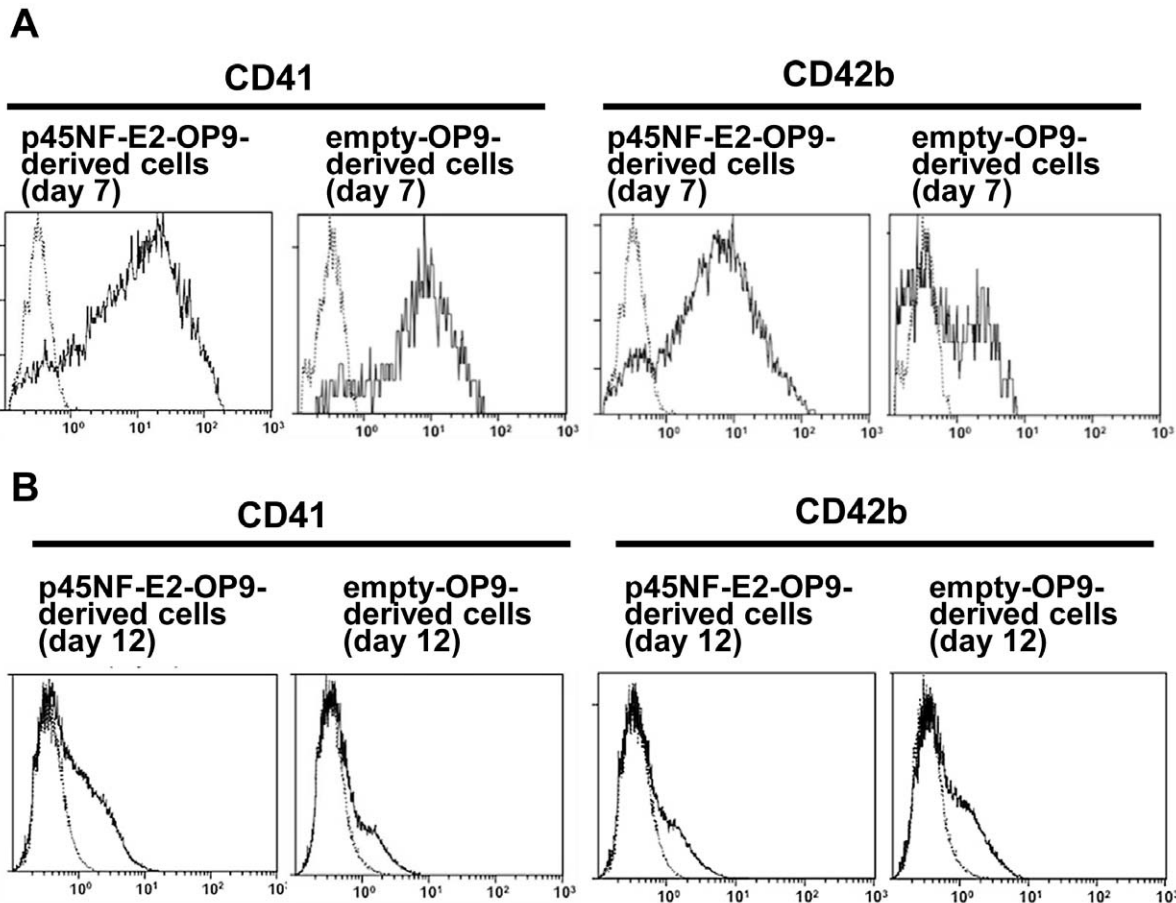 A
CD41
CD42b
p45NF-E2-OP9-
derived cells
(day 7)
empty-OP9-
derived cells
(day 7)
p45NF-E2-OP9-
derived cells
(day 7)
empty-OP9-
derived cells
(day 7)
10⁰ 10¹ 10² 10³
10⁰ 10¹ 10² 10³
10⁰ 10¹ 10² 10³
10⁰ 10¹ 10² 10³
B
CD41
CD42b
p45NF-E2-OP9-
derived cells
(day 12)
empty-OP9-
derived cells
(day 12)
p45NF-E2-OP9-
derived cells
(day 12)
empty-OP9-
derived cells
(day 12)
10⁰ 10¹ 10²
10⁰ 10¹ 10² 10³
10⁰ 10¹ 10² 10³
10⁰ 10¹ 10²